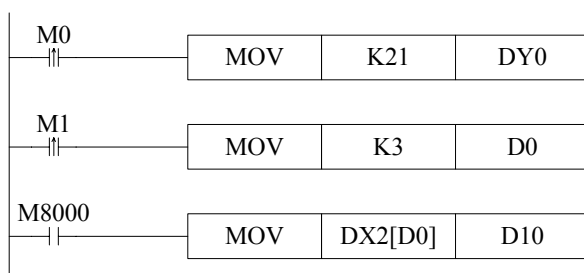 M0
MOV K21 DY0
M1
MOV K3 D0
M8000
MOV DX2[D0] D10